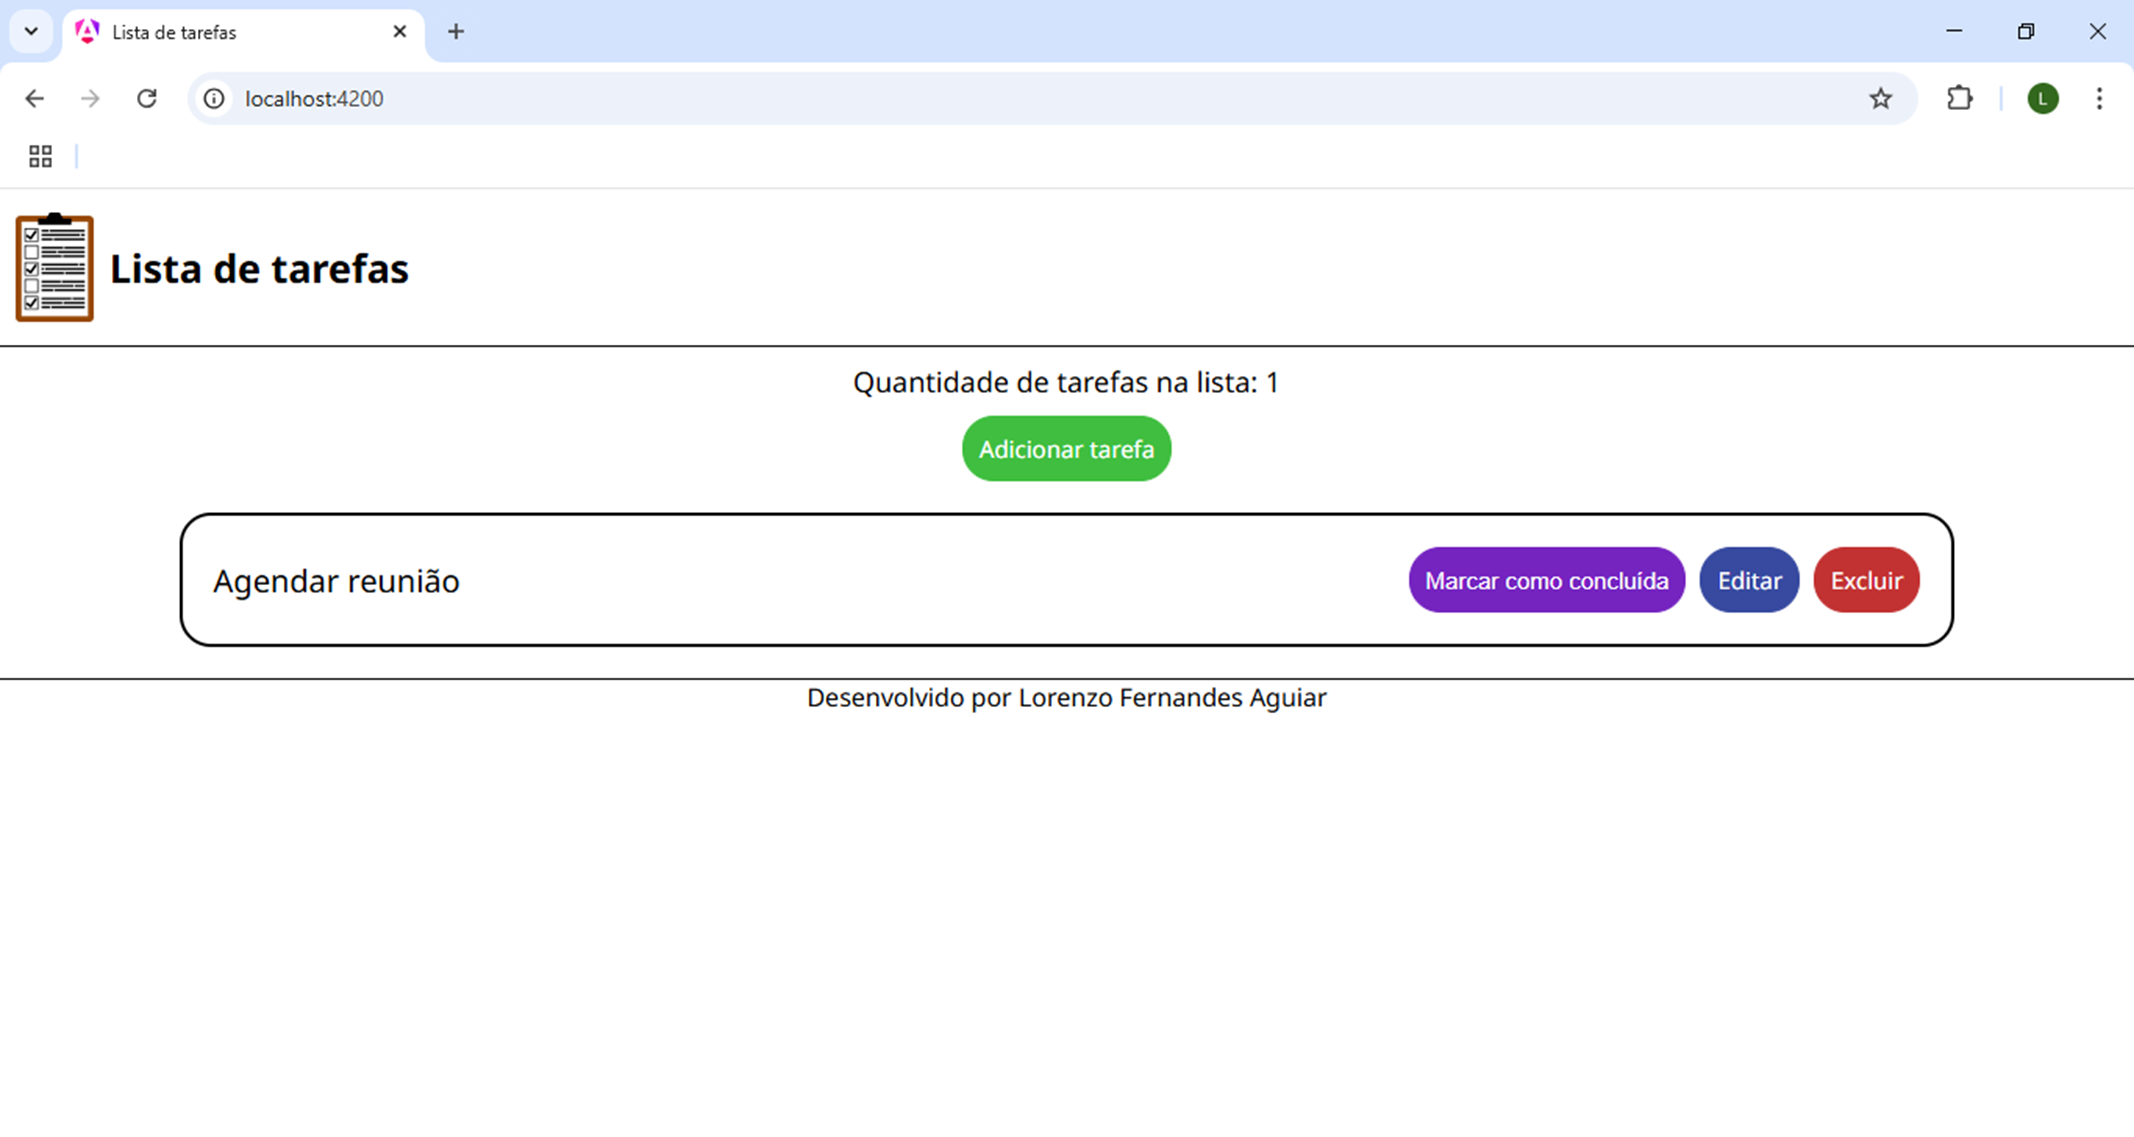 Lista de tarefas
localhost:4200
L
Lista de tarefas
Quantidade de tarefas na lista: 1
Adicionar tarefa
Agendar reunião Marcar como concluída Editar Excluir
Desenvolvido por Lorenzo Fernandes Aguiar